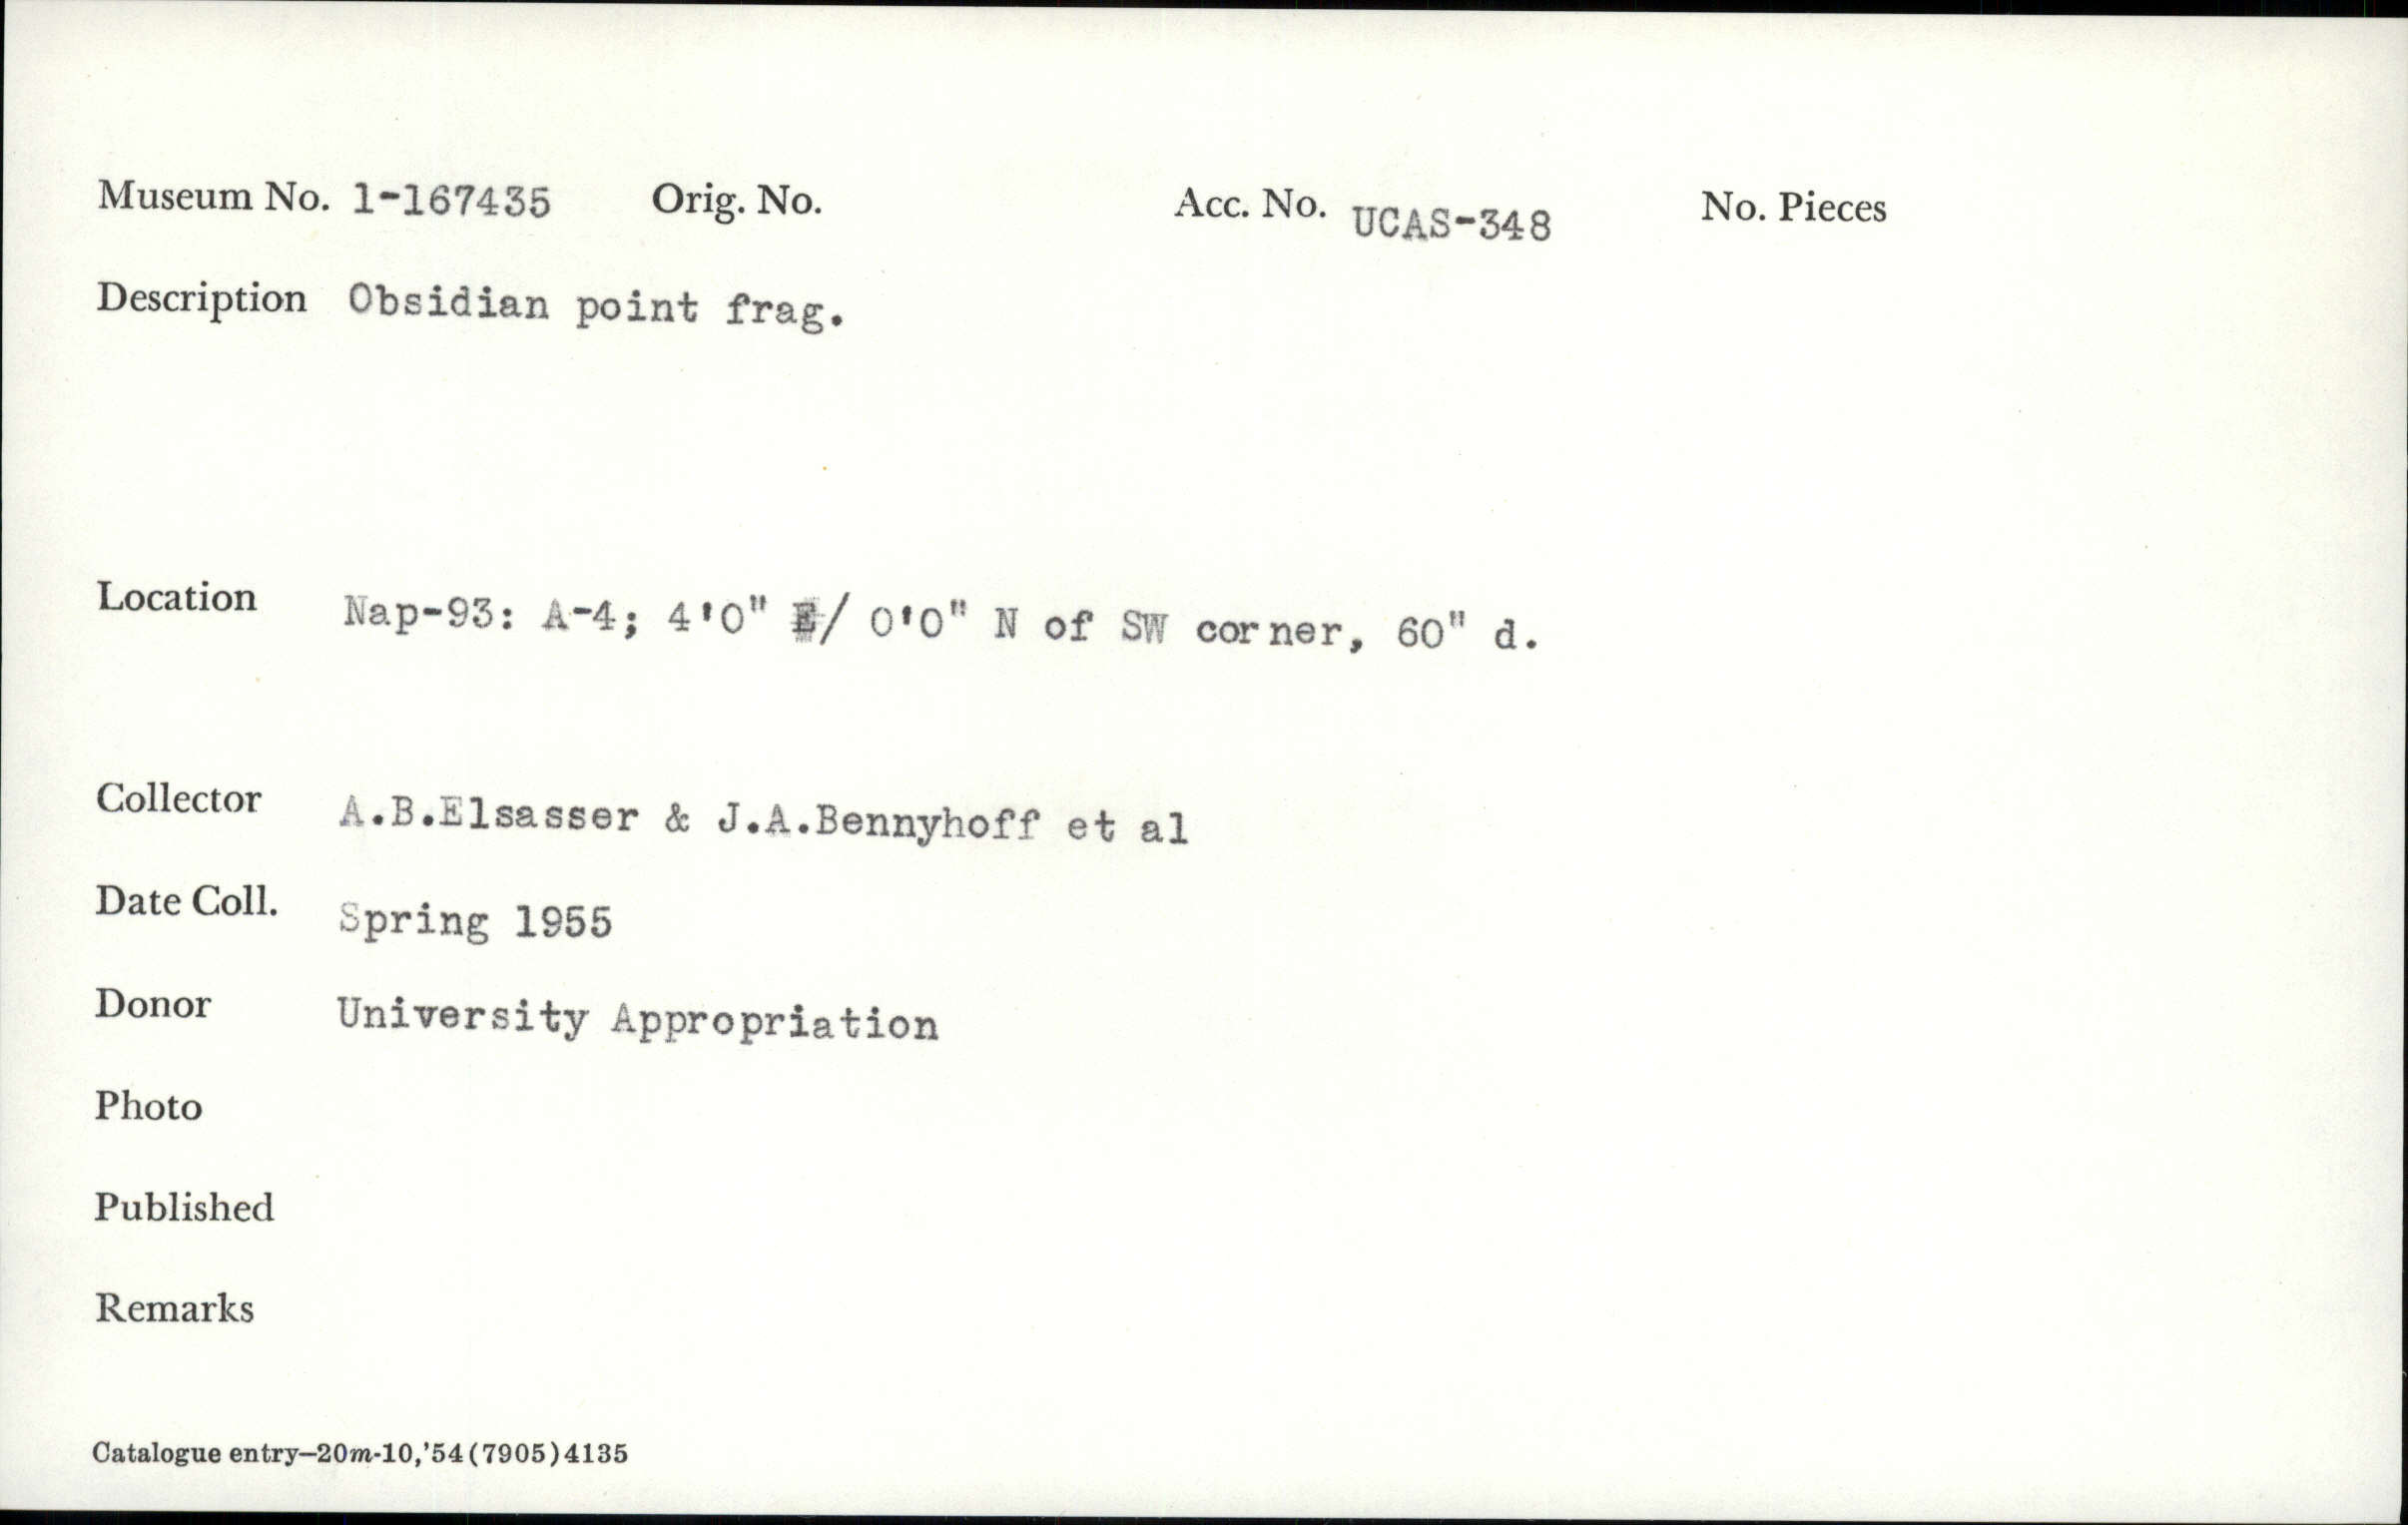 Museum No. 1-167435 Orig. No. Acc. No. UCAS-348 No. Pieces
Description Obsidian point frag.
Location Nap-93: A-4; 4'0" E/ 0'0" N of SW corner, 60" d.
Collector A.B.Elsasser & J.A.Bennyhoff et al
Date Coll. Spring 1955
Donor University Appropriation
Photo
Published
Remarks
Catalogue entry—20m-10,'54(7905)4135